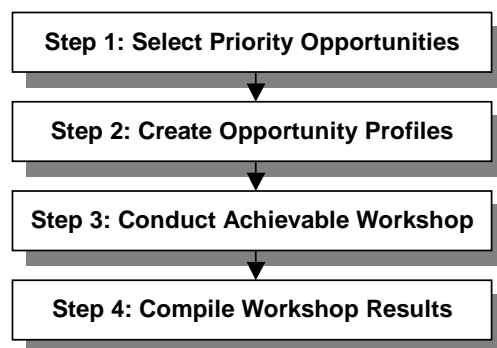 Step 1: Select Priority Opportunities
Step 2: Create Opportunity Profiles
Step 3: Conduct Achievable Workshop
Step 4: Compile Workshop Results